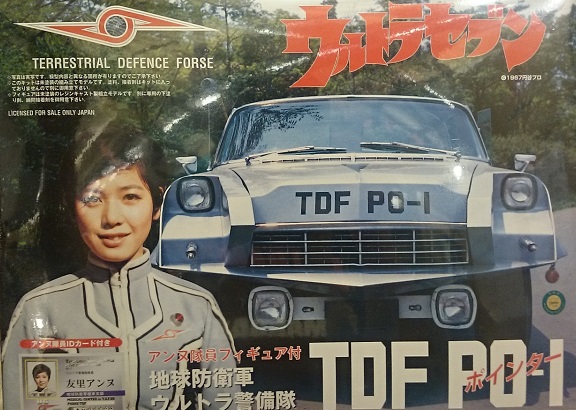 ウルトラセブン
©1967円谷プロ
TERRESTRIAL DEFENCE FORSE
LICENSED FOR SALE ONLY JAPAN
TDF PO-1
アンヌ隊員IDカード付き
友里アンヌ
アンヌ隊員フィギュア付
地球防衛軍
ウルトラ警備隊
TDF PO-1
ポインター